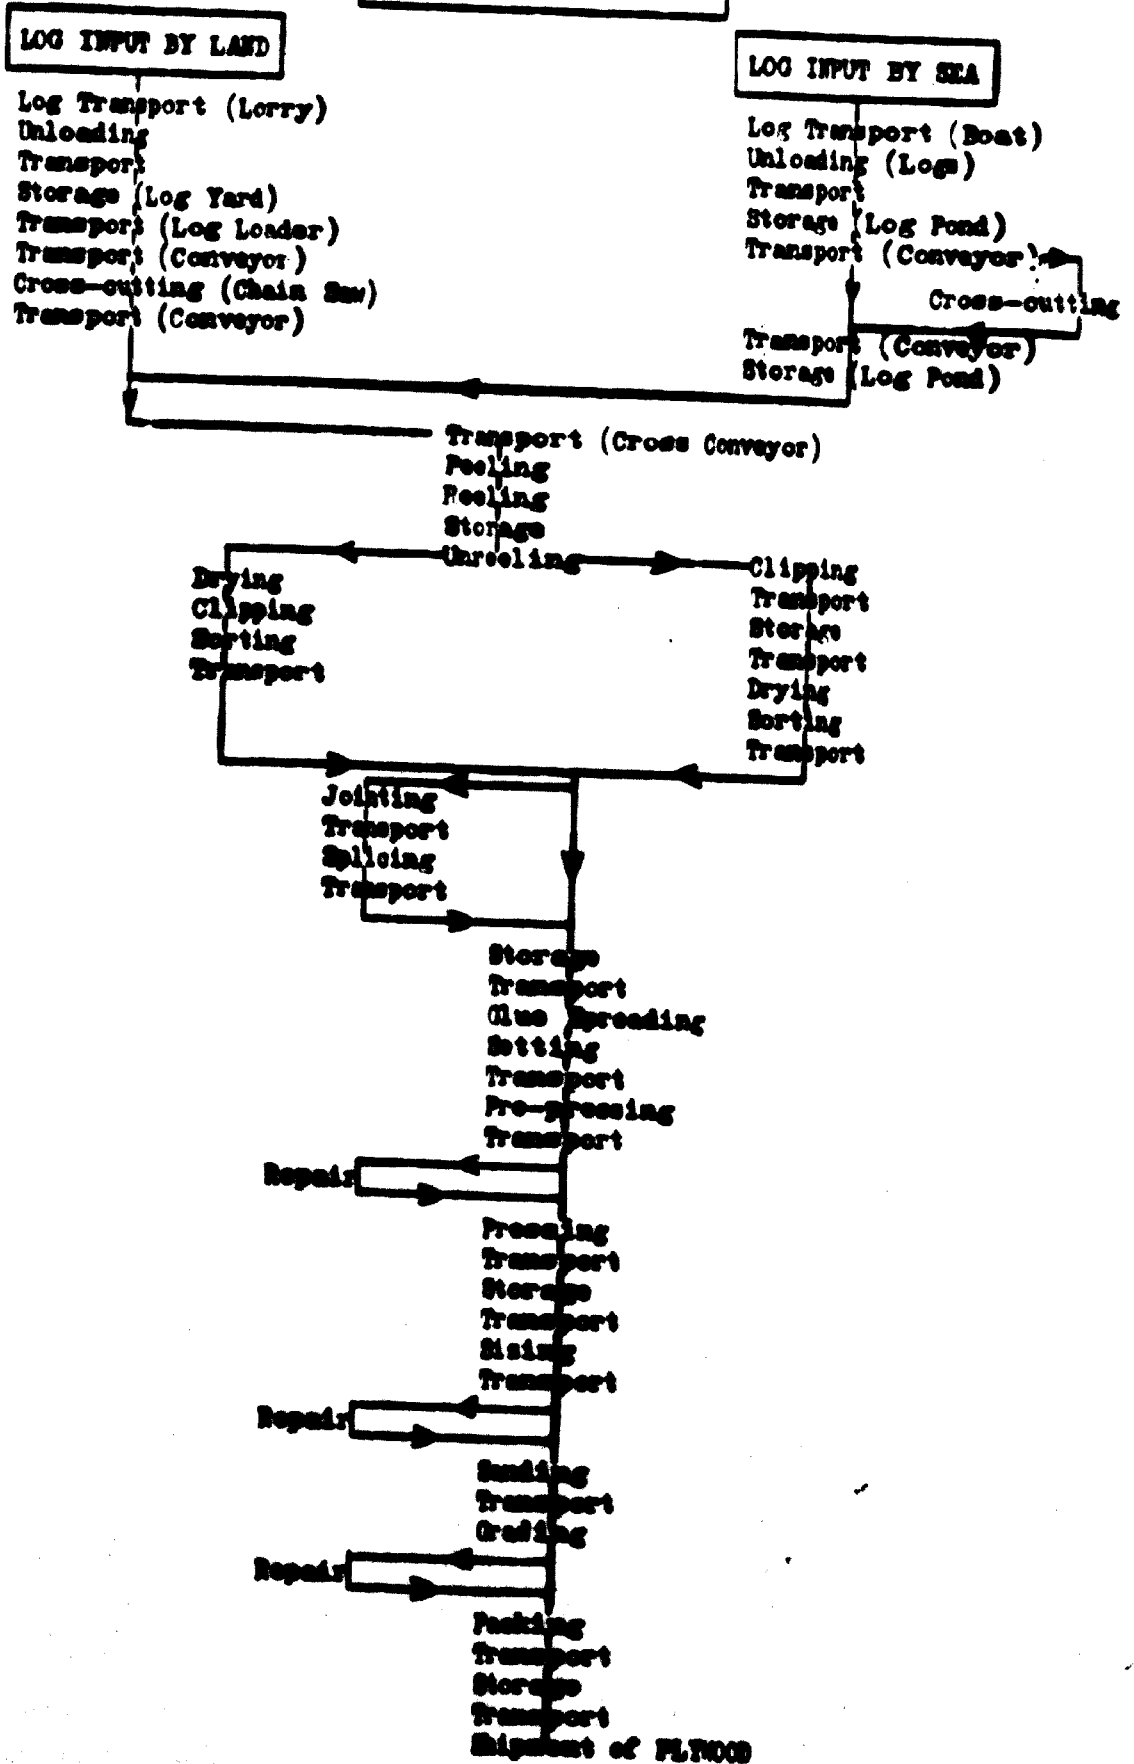 LOG INPUT BY LAND
Log Transport (Lorry)
Unloading
Transport
Storage (Log Yard)
Transport (Log Loader)
Transport (Conveyor)
Cross-cutting (Chain Saw)
Transport (Conveyor)
LOG INPUT BY SEA
Log Transport (Boat)
Unloading (Logs)
Transport
Storage (Log Pond)
Transport (Conveyor)
Cross-cutting
Transport (Conveyor)
Storage (Log Pond)
Transport (Cross Conveyor)
Peeling
Reeling
Storage
Unreeling
Drying
Clipping
Sorting
Transport
Clipping
Transport
Storage
Transport
Drying
Sorting
Transport
Jointing
Transport
Splicing
Transport
Storage
Transport
Glue Spreading
Setting
Transport
Pre-pressing
Transport
Repair
Pressing
Transport
Storage
Transport
Sizing
Transport
Repair
Sanding
Transport
Grading
Repair
Packing
Transport
Storage
Transport
Shipment of PLYWOOD